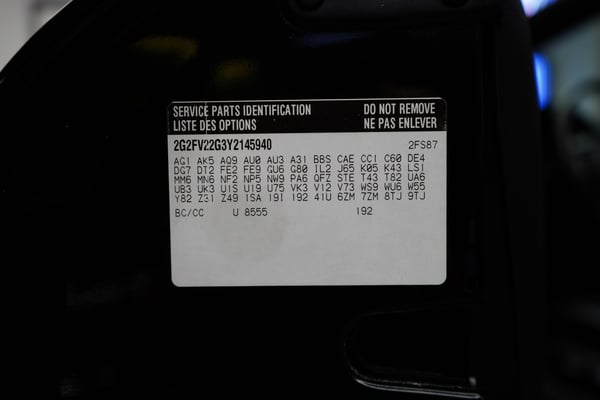 SERVICE PARTS IDENTIFICATION DO NOT REMOVE
LISTE DES OPTIONS NE PAS ENLEVER
2G2FV22G3Y2145940 2FS87
AG1 AK5 AQ9 AU0 AU3 A31 BBS CAE CC1 C60 DE4
DG7 DT2 FE2 FE9 GU6 G80 IL2 J65 K05 K43 LS1
MM6 MN6 NF2 NP5 NW9 PA6 QFZ STE T43 T82 UA6
UB3 UK3 U1S U19 U75 VK3 V12 V73 WS9 WU6 W55
Y82 Z31 Z49 1SA 19I 192 41U 6ZM 7ZM 8TJ 9TJ
BC/CC U 8555 192